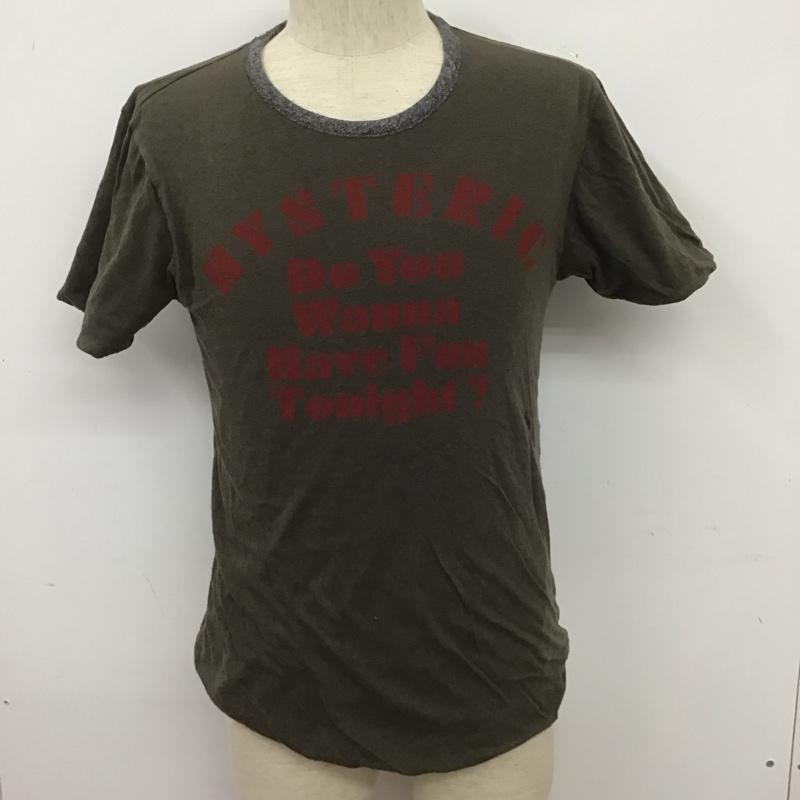 HYSTERIC
Do You
Wanna
Have Fun
Tonight?